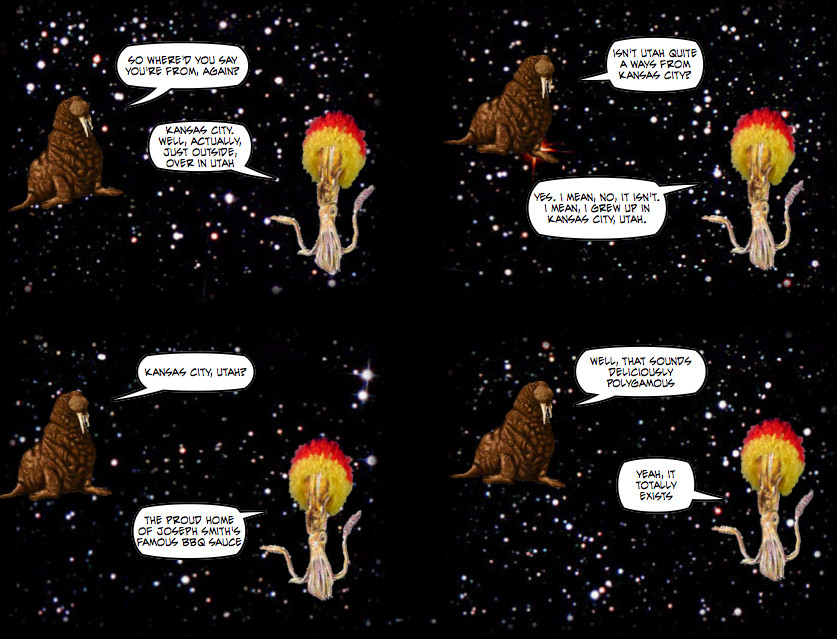 SO WHERE'D YOU SAY
YOU'RE FROM, AGAIN?
KANSAS CITY.
WELL, ACTUALLY,
JUST OUTSIDE,
OVER IN UTAH
ISN'T UTAH QUITE
A WAYS FROM
KANSAS CITY?
YES. I MEAN, NO, IT ISN'T.
I MEAN, I GREW UP IN
KANSAS CITY, UTAH.
KANSAS CITY, UTAH?
THE PROUD HOME
OF JOSEPH SMITH'S
FAMOUS BBQ SAUCE
WELL, THAT SOUNDS
DELICIOUSLY
POLYGAMOUS
YEAH, IT
TOTALLY
EXISTS